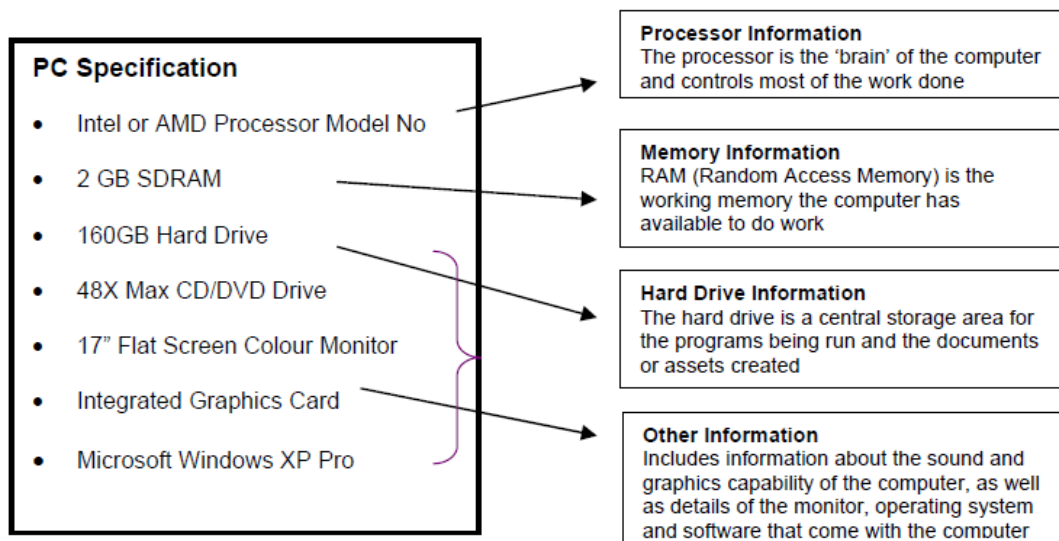 PC Specification
• Intel or AMD Processor Model No
• 2 GB SDRAM
• 160GB Hard Drive
• 48X Max CD/DVD Drive
• 17” Flat Screen Colour Monitor
• Integrated Graphics Card
• Microsoft Windows XP Pro
Processor Information
The processor is the ‘brain’ of the computer
and controls most of the work done
Memory Information
RAM (Random Access Memory) is the
working memory the computer has
available to do work
Hard Drive Information
The hard drive is a central storage area for
the programs being run and the documents
or assets created
Other Information
Includes information about the sound and
graphics capability of the computer, as well
as details of the monitor, operating system
and software that come with the computer